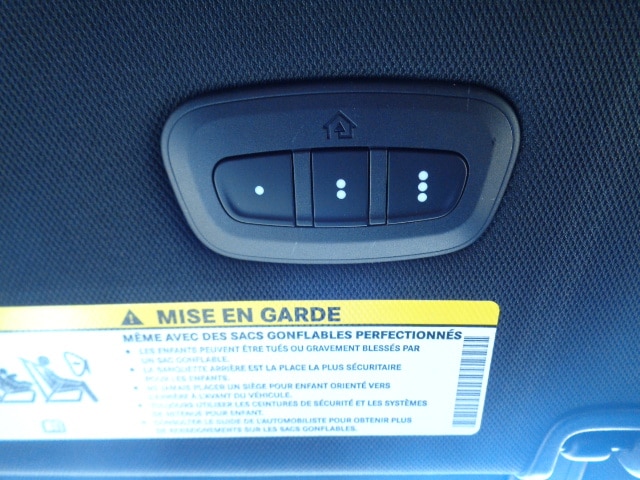 MISE EN GARDE
MÊME AVEC DES SACS GONFLABLES PERFECTIONNÉS
• LES ENFANTS PEUVENT ÊTRE TUÉS OU GRAVEMENT BLESSÉS PAR
UN SAC GONFLABLE.
• LA BANQUETTE ARRIÈRE EST LA PLACE LA PLUS SÉCURITAIRE
POUR LES ENFANTS.
• NE JAMAIS PLACER UN SIÈGE POUR ENFANT ORIENTÉ VERS
L'ARRIÈRE À L'AVANT DU VÉHICULE.
• TOUJOURS UTILISER LES CEINTURES DE SÉCURITÉ ET LES SYSTÈMES
DE RETENUE POUR ENFANT.
• CONSULTER LE GUIDE DE L'AUTOMOBILISTE POUR OBTENIR PLUS
DE RENSEIGNEMENTS SUR LES SACS GONFLABLES.